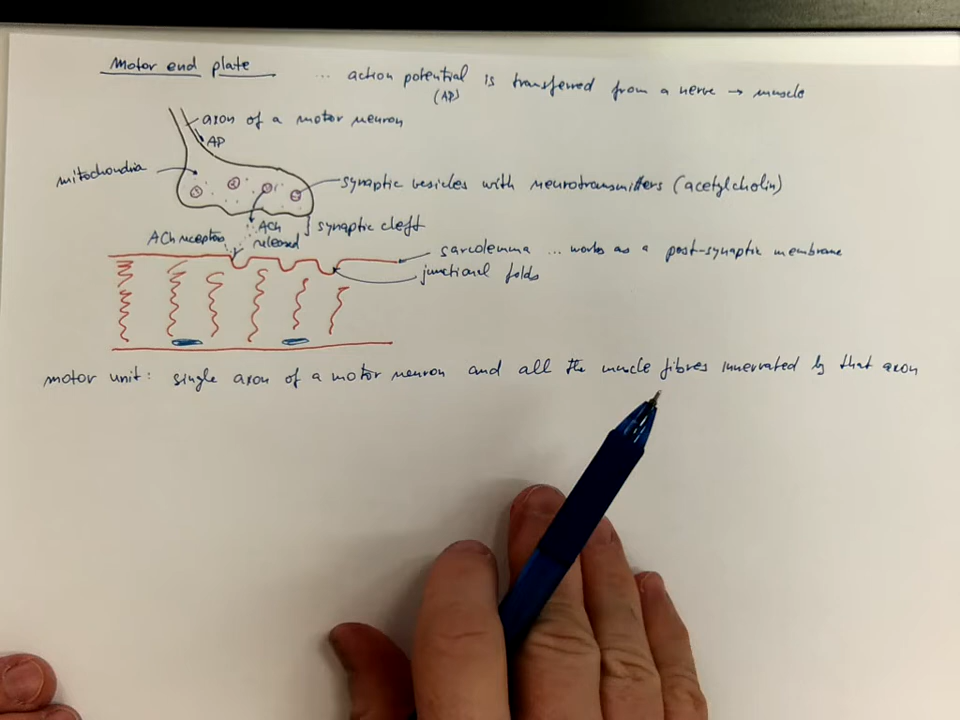 Motor end plate ... action potential is transferred from a nerve → muscle
(AP)
axon of a motor neuron
AP
mitochondria
synaptic vesicles with neurotransmitters (acetylcholin)
ACh released
synaptic cleft
ACh receptors
sarcolemma ... works as a post-synaptic membrane
junctional folds
motor unit: single axon of a motor neuron and all the muscle fibres innervated by that axon